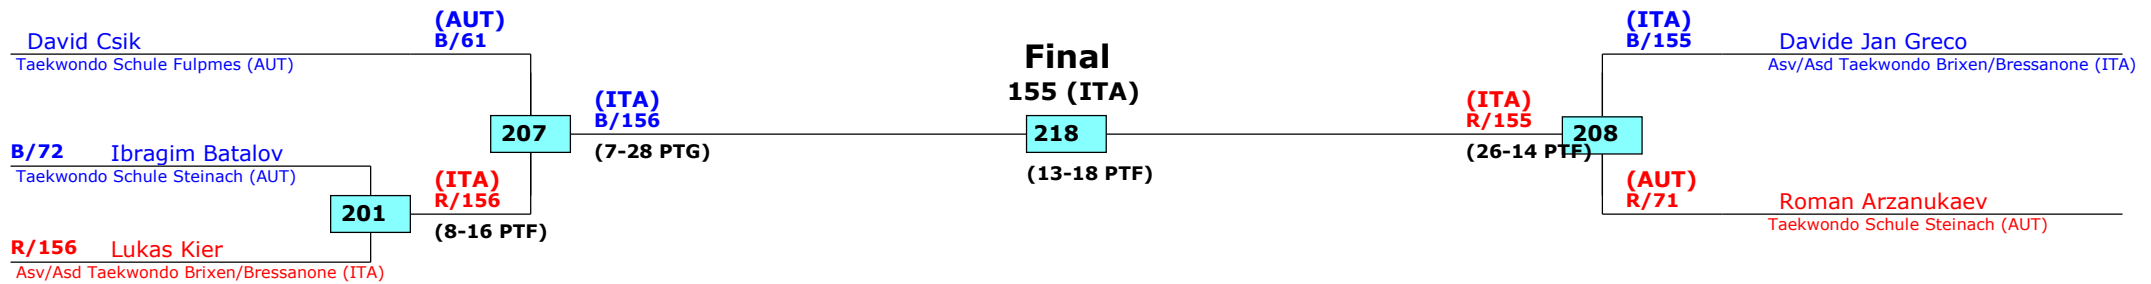 (AUT)
B/61
David Csik
Taekwondo Schule Fulpmes (AUT)
B/72 Ibragim Batalov
Taekwondo Schule Steinach (AUT)
201
R/156 Lukas Kier
Asv/Asd Taekwondo Brixen/Bressanone (ITA)
(ITA)
R/156
(8-16 PTF)
207
(ITA)
B/156
(7-28 PTG)
Final
155 (ITA)
218
(13-18 PTF)
(ITA)
R/155
(26-14 PTF)
208
(ITA)
B/155
Davide Jan Greco
Asv/Asd Taekwondo Brixen/Bressanone (ITA)
(AUT)
R/71
Roman Arzanukaev
Taekwondo Schule Steinach (AUT)